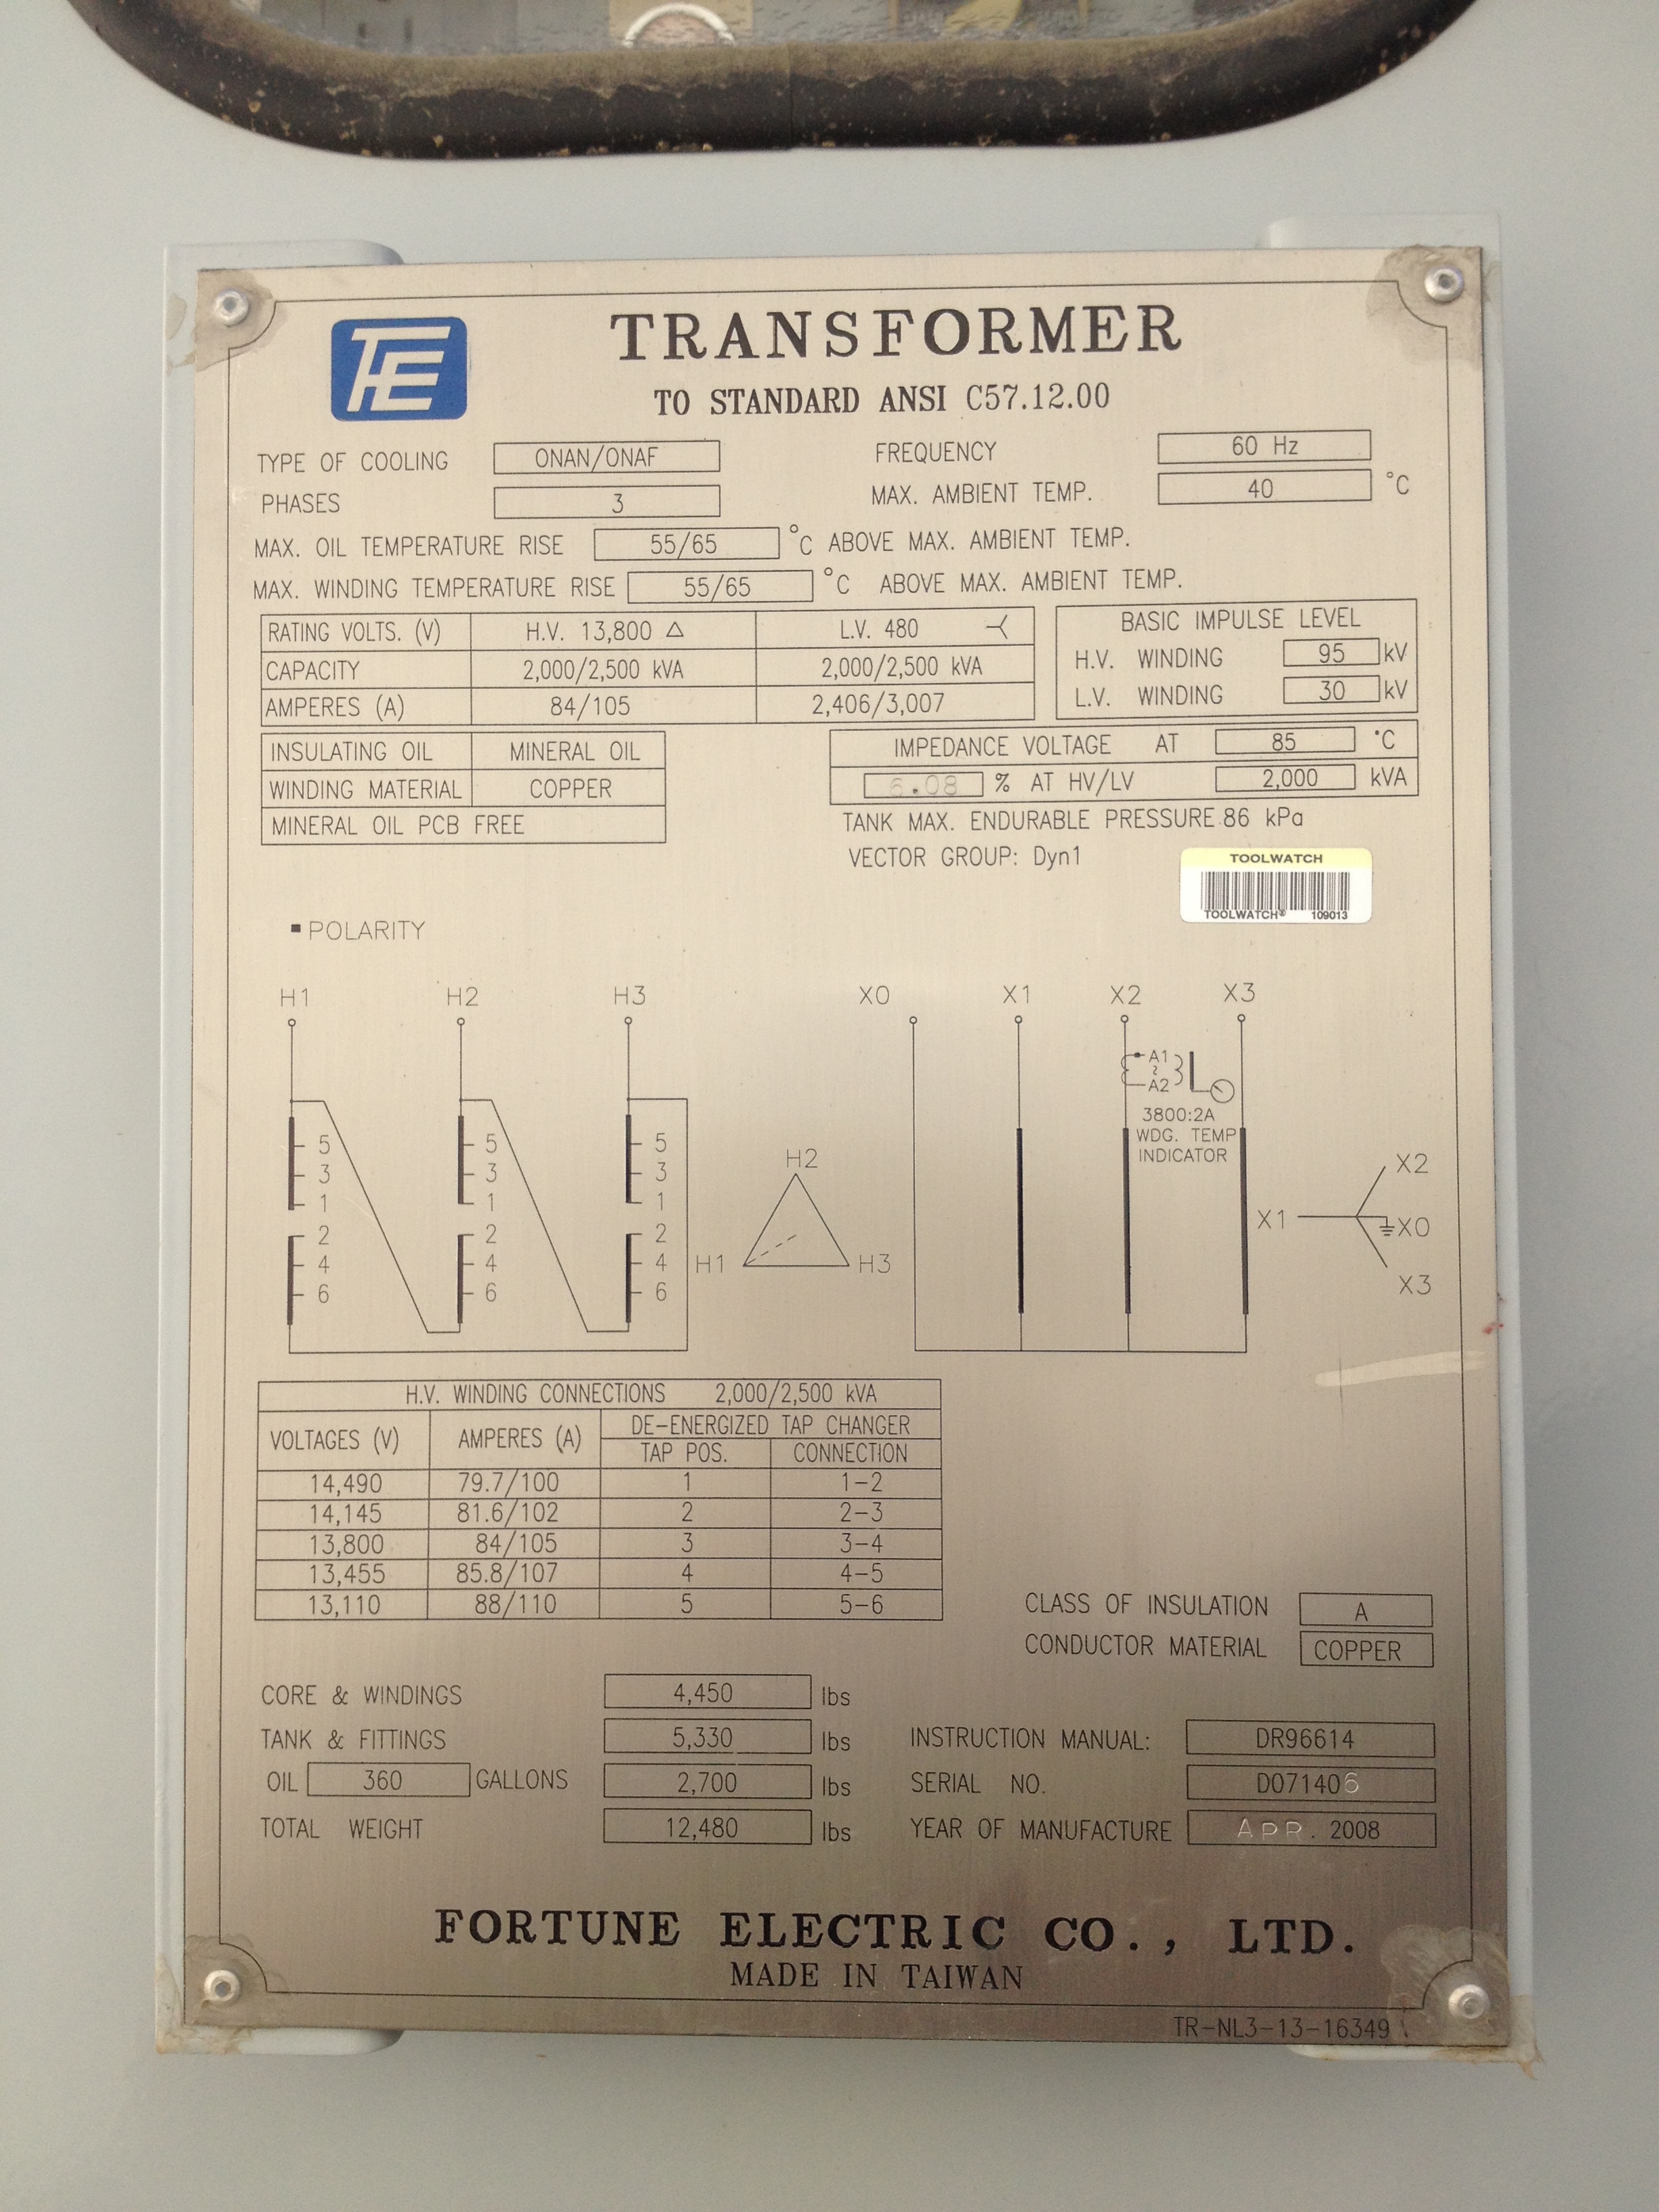 FE
TRANSFORMER
TO STANDARD ANSI C57.12.00
TYPE OF COOLING ONAN/ONAF FREQUENCY 60 Hz
PHASES 3 MAX. AMBIENT TEMP. 40 °C
MAX. OIL TEMPERATURE RISE 55/65 °C ABOVE MAX. AMBIENT TEMP.
MAX. WINDING TEMPERATURE RISE 55/65 °C ABOVE MAX. AMBIENT TEMP.
RATING VOLTS. (V) H.V. 13,800 △ L.V. 480
CAPACITY 2,000/2,500 kVA 2,000/2,500 kVA
AMPERES (A) 84/105 2,406/3,007
BASIC IMPULSE LEVEL
H.V. WINDING 95 kV
L.V. WINDING 30 kV
INSULATING OIL MINERAL OIL
WINDING MATERIAL COPPER
MINERAL OIL PCB FREE
IMPEDANCE VOLTAGE AT 85 °C
6.08 % AT HV/LV 2,000 kVA
TANK MAX. ENDURABLE PRESSURE 86 kPa
VECTOR GROUP: Dyn1
TOOLWATCH
TOOLWATCH® 109013
▪ POLARITY
H1 H2 H3 X0 X1 X2 X3
A1
A2
3800:2A
WDG. TEMP
INDICATOR
5 5 5
3 3 3
1 1 1
2 2 2
4 4 4
6 6 6
H2
H1 H3
X2
X1 X0
X3
H.V. WINDING CONNECTIONS 2,000/2,500 kVA
VOLTAGES (V) AMPERES (A) DE-ENERGIZED TAP CHANGER
TAP POS. CONNECTION
14,490 79.7/100 1 1-2
14,145 81.6/102 2 2-3
13,800 84/105 3 3-4
13,455 85.8/107 4 4-5
13,110 88/110 5 5-6
CLASS OF INSULATION A
CONDUCTOR MATERIAL COPPER
CORE & WINDINGS 4,450 lbs
TANK & FITTINGS 5,330 lbs
OIL 360 GALLONS 2,700 lbs
TOTAL WEIGHT 12,480 lbs
INSTRUCTION MANUAL: DR96614
SERIAL NO. D071406
YEAR OF MANUFACTURE APR. 2008
FORTUNE ELECTRIC CO., LTD.
MADE IN TAIWAN
TR-NL3-13-16349